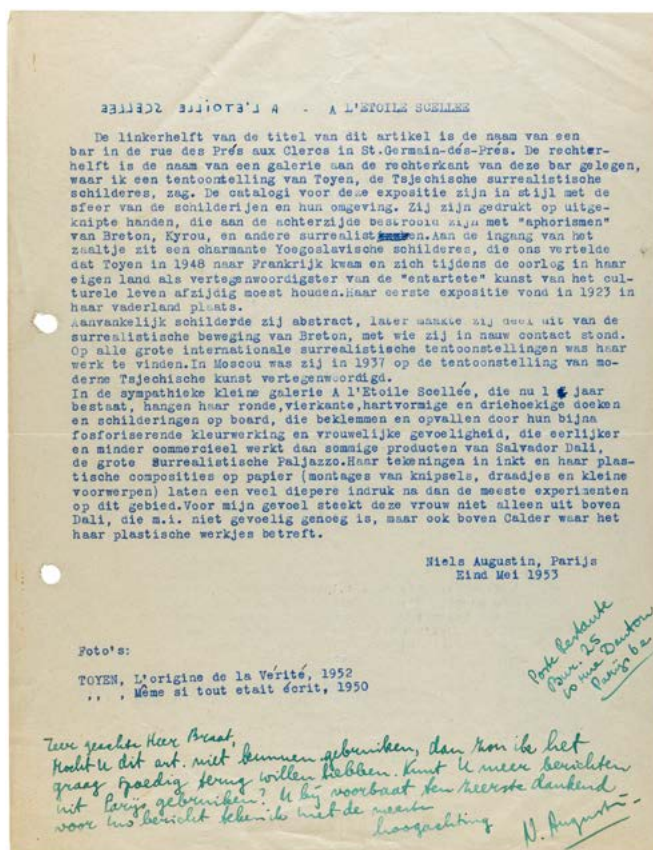 A L'ETOILE SCELLEE - A L'ETOILE SCELLEE
De linkerhelft van de titel van dit artikel is de naam van een
bar in de rue des Prés aux Clercs in St.Germain-dés-Prés. De rechter-
helft is de naam van een galerie aan de rechterkant van deze bar gelegen,
waar ik een tentoontelling van Toyen, de Tsjechische surrealistische
schilderes, zag. De catalogi voor deze expositie zijn in stijl met de
sfeer van de schilderijen en hun omgeving. Zij zijn gedrukt op uitge-
knipte handen, die aan de achterzijde bestrooid zijn met "aphorismen"
van Breton, Kyrou, en andere surrealisten.Aan de ingang van het
zaaltje zit een charmante Yoegoslavische schilderes, die ons vertelde
dat Toyen in 1948 naar Frankrijk kwam en zich tijdens de oorlog in haar
eigen land als vertegenwoordigster van de "entartete" kunst van het cul-
turele leven afzijdig moest houden.Haar eerste expositie vond in 1923 in
haar vaderland plaats.
Aanvankelijk schilderde zij abstract, later maakte zij deel uit van de
surrealistische beweging van Breton, met wie zij in nauw contact stond.
Op alle grote internationale surrealistische tentoonstellingen was haar
werk te vinden.In Moscou was zij in 1937 op de tentoonstelling van mo-
derne Tsjechische kunst vertegenwoordigd.
In de sympathieke kleine galerie A l'Etoile Scellée, die nu 1 jaar
bestaat, hangen haar ronde,vierkante,hartvormige en driehoekige doeken
en schilderingen op board, die beklemmen en opvallen door hun bijna
fosforiserende kleurwerking en vrouwelijke gevoeligheid, die eerlijker
en minder commercieel werkt dan sommige producten van Salvador Dali,
de grote Surrealistische Paljazzo.Haar tekeningen in inkt en haar plas-
tische composities op papier (montages van knipsels, draadjes en kleine
voorwerpen) laten een veel diepere indruk na dan de meeste experimenten
op dit gebied.Voor mijn gevoel steekt deze vrouw niet alleen uit boven
Dali, die m.i. niet gevoelig genoeg is, maar ook boven Calder waar het
haar plastische werkjes betreft.
Niels Augustin, Parijs
Eind Mei 1953
Foto's:
TOYEN, L'origine de la Vérité, 1952
,, , Même si tout etait écrit, 1950
Poste Restante
Bur. 25
10 rue Danton
Parijs 6e
Zeer geachte Heer Braat,
Mocht U dit art. niet kunnen gebruiken, dan zou ik het
graag spoedig terug willen hebben. Kunt U meer berichten
uit Parijs gebruiken? U bij voorbaat ten zeerste dankend
voor Uw bericht teken ik met de meeste
hoogachting N. Augustin